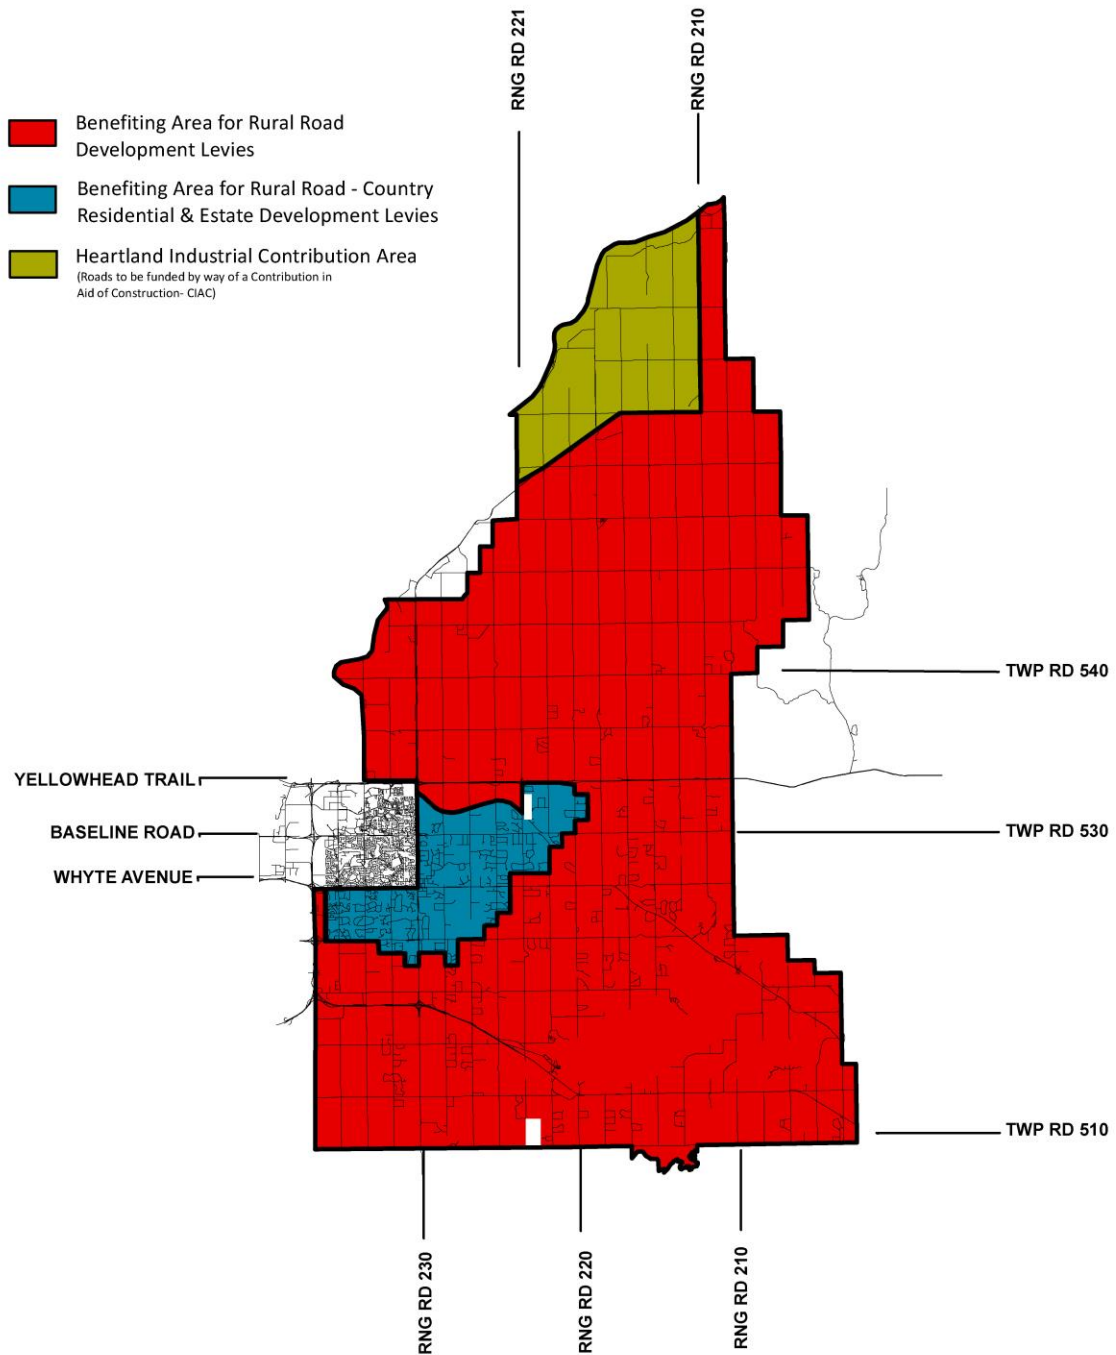 RNG RD 221
RNG RD 210
Benefiting Area for Rural Road
Development Levies
Benefiting Area for Rural Road - Country
Residential & Estate Development Levies
Heartland Industrial Contribution Area
(Roads to be funded by way of a Contribution in
Aid of Construction- CIAC)
TWP RD 540
YELLOWHEAD TRAIL
BASELINE ROAD
TWP RD 530
WHYTE AVENUE
TWP RD 510
RNG RD 230
RNG RD 220
RNG RD 210